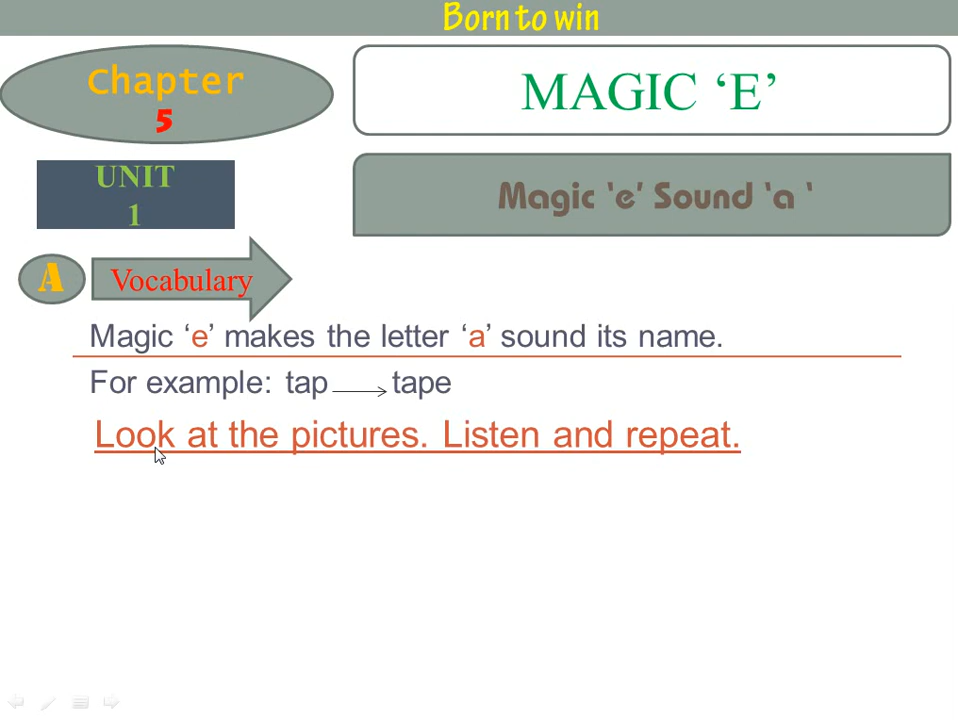 Born to win
Chapter
5
MAGIC ‘E’
UNIT
1
Magic ‘e’ Sound ‘a ‘
A
Vocabulary
Magic ‘e’ makes the letter ‘a’ sound its name.
For example: tap tape
Look at the pictures. Listen and repeat.